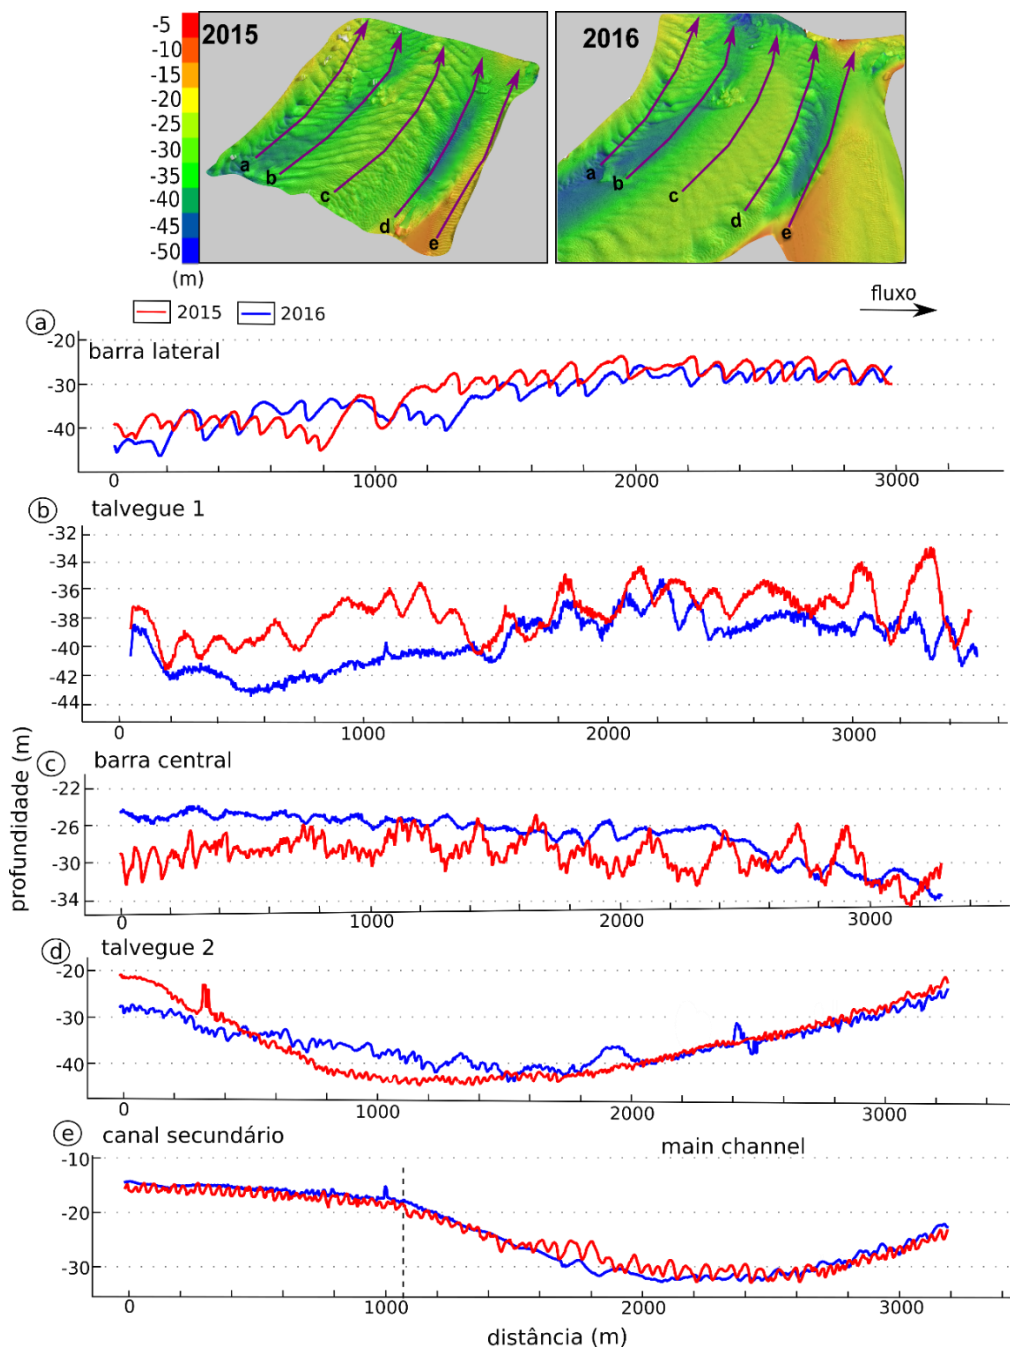 -5
-10
-15
-20
-25
-30
-35
-40
-45
-50
(m)
2015
a
b
c
d
e
2016
a
b
c
d
e
2015
2016
fluxo
a
barra lateral
-20
-30
-40
0
1000
2000
3000
b
talvegue 1
-32
-34
-36
-38
-40
-42
-44
0
1000
2000
3000
profundidade (m)
c
barra central
-22
-26
-30
-34
0
1000
2000
3000
d
talvegue 2
-20
-30
-40
0
1000
2000
3000
e
canal secundário
main channel
-10
-20
-30
0
1000
2000
3000
distância (m)